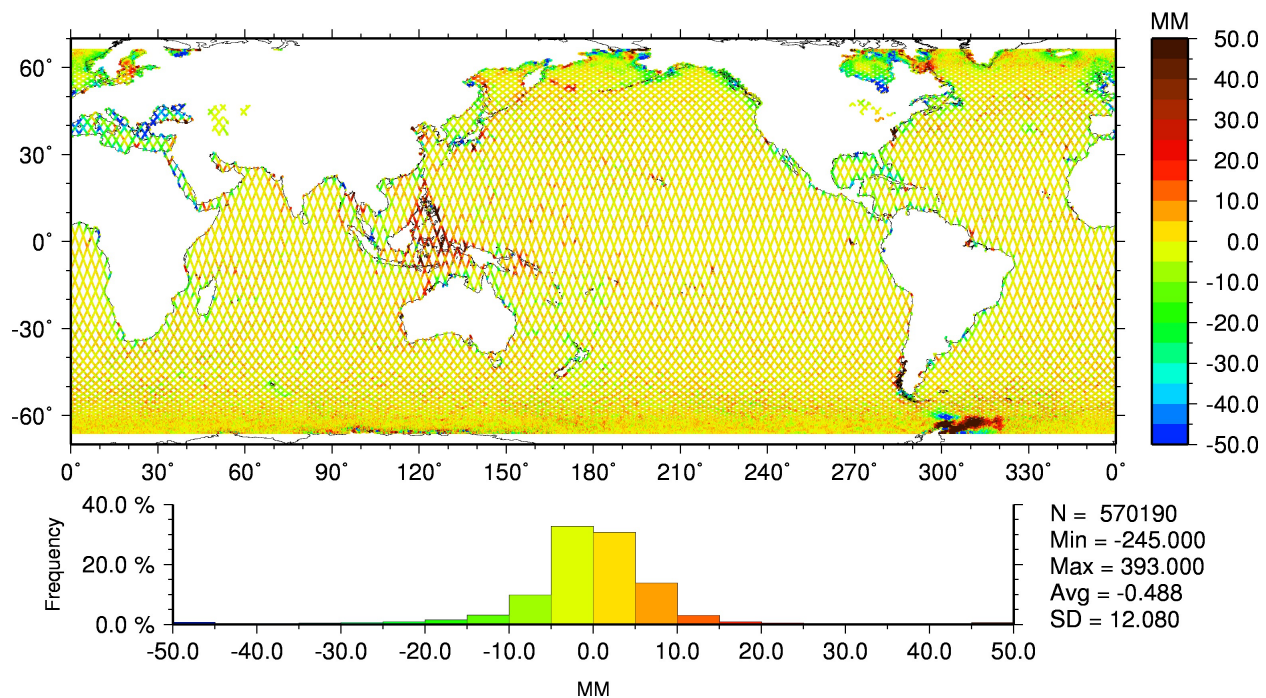 MM
60°
30°
0°
-30°
-60°
50.0
40.0
30.0
20.0
10.0
0.0
-10.0
-20.0
-30.0
-40.0
-50.0
0° 30° 60° 90° 120° 150° 180° 210° 240° 270° 300° 330° 0°
Frequency
40.0 %
20.0 %
0.0 %
-50.0 -40.0 -30.0 -20.0 -10.0 0.0 10.0 20.0 30.0 40.0 50.0
MM
N = 570190
Min = -245.000
Max = 393.000
Avg = -0.488
SD = 12.080